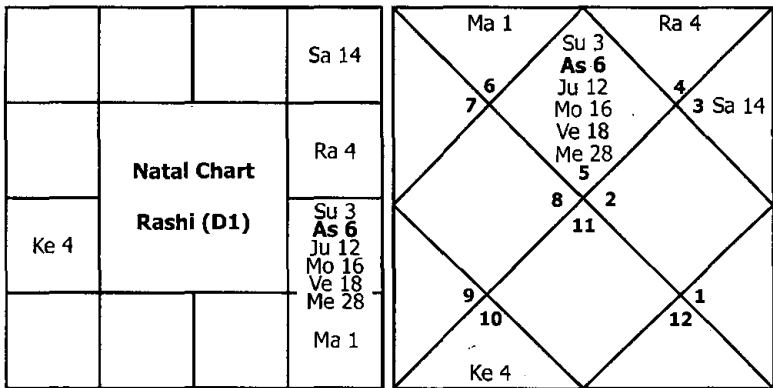 Sa 14
Natal Chart
Rashi (D1)
Ra 4
Ke 4
Su 3
As 6
Ju 12
Mo 16
Ve 18
Me 28
Ma 1
Ma 1
Su 3
As 6
Ju 12
Mo 16
Ve 18
Me 28
5
Ra 4
6
7
4
3 Sa 14
8
2
11
9
10
1
12
Ke 4